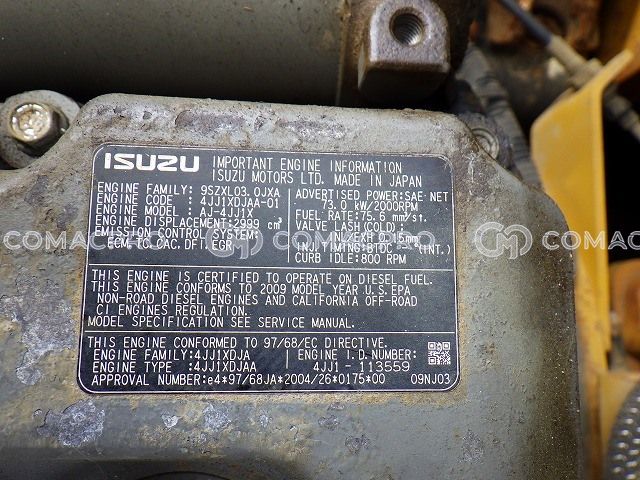 ISUZU IMPORTANT ENGINE INFORMATION
ISUZU MOTORS LTD. MADE IN JAPAN
ENGINE FAMILY: 9SZXL03.0JXA
ENGINE CODE : 4JJ1XDJAA-01
ENGINE MODEL : AJ-4JJ1X
ENGINE DISPLACEMENT: 2999 cm3
EMISSION CONTROL SYSTEM:
ECM,TC,CAC,DFI,EGR
ADVERTISED POWER:SAE NET
73.0 kW/2000RPM
FUEL RATE:75.6 mm3/st.
VALVE LASH(COLD):
EXH 0.15mm
(INT.)
CURB IDLE:800 RPM
THIS ENGINE IS CERTIFIED TO OPERATE ON DIESEL FUEL.
THIS ENGINE CONFORMS TO 2009 MODEL YEAR U.S.EPA
NON-ROAD DIESEL ENGINES AND CALIFORNIA OFF-ROAD
CI ENGINES REGULATION.
MODEL SPECIFICATION SEE SERVICE MANUAL.
THIS ENGINE CONFORMED TO 97/68/EC DIRECTIVE.
ENGINE FAMILY:4JJ1XDJA
ENGINE TYPE :4JJ1XDJAA
ENGINE I.D.NUMBER:
4JJ1 - 113559
APPROVAL NUMBER:e4*97/68JA*2004/26*0175*00 09NJ03